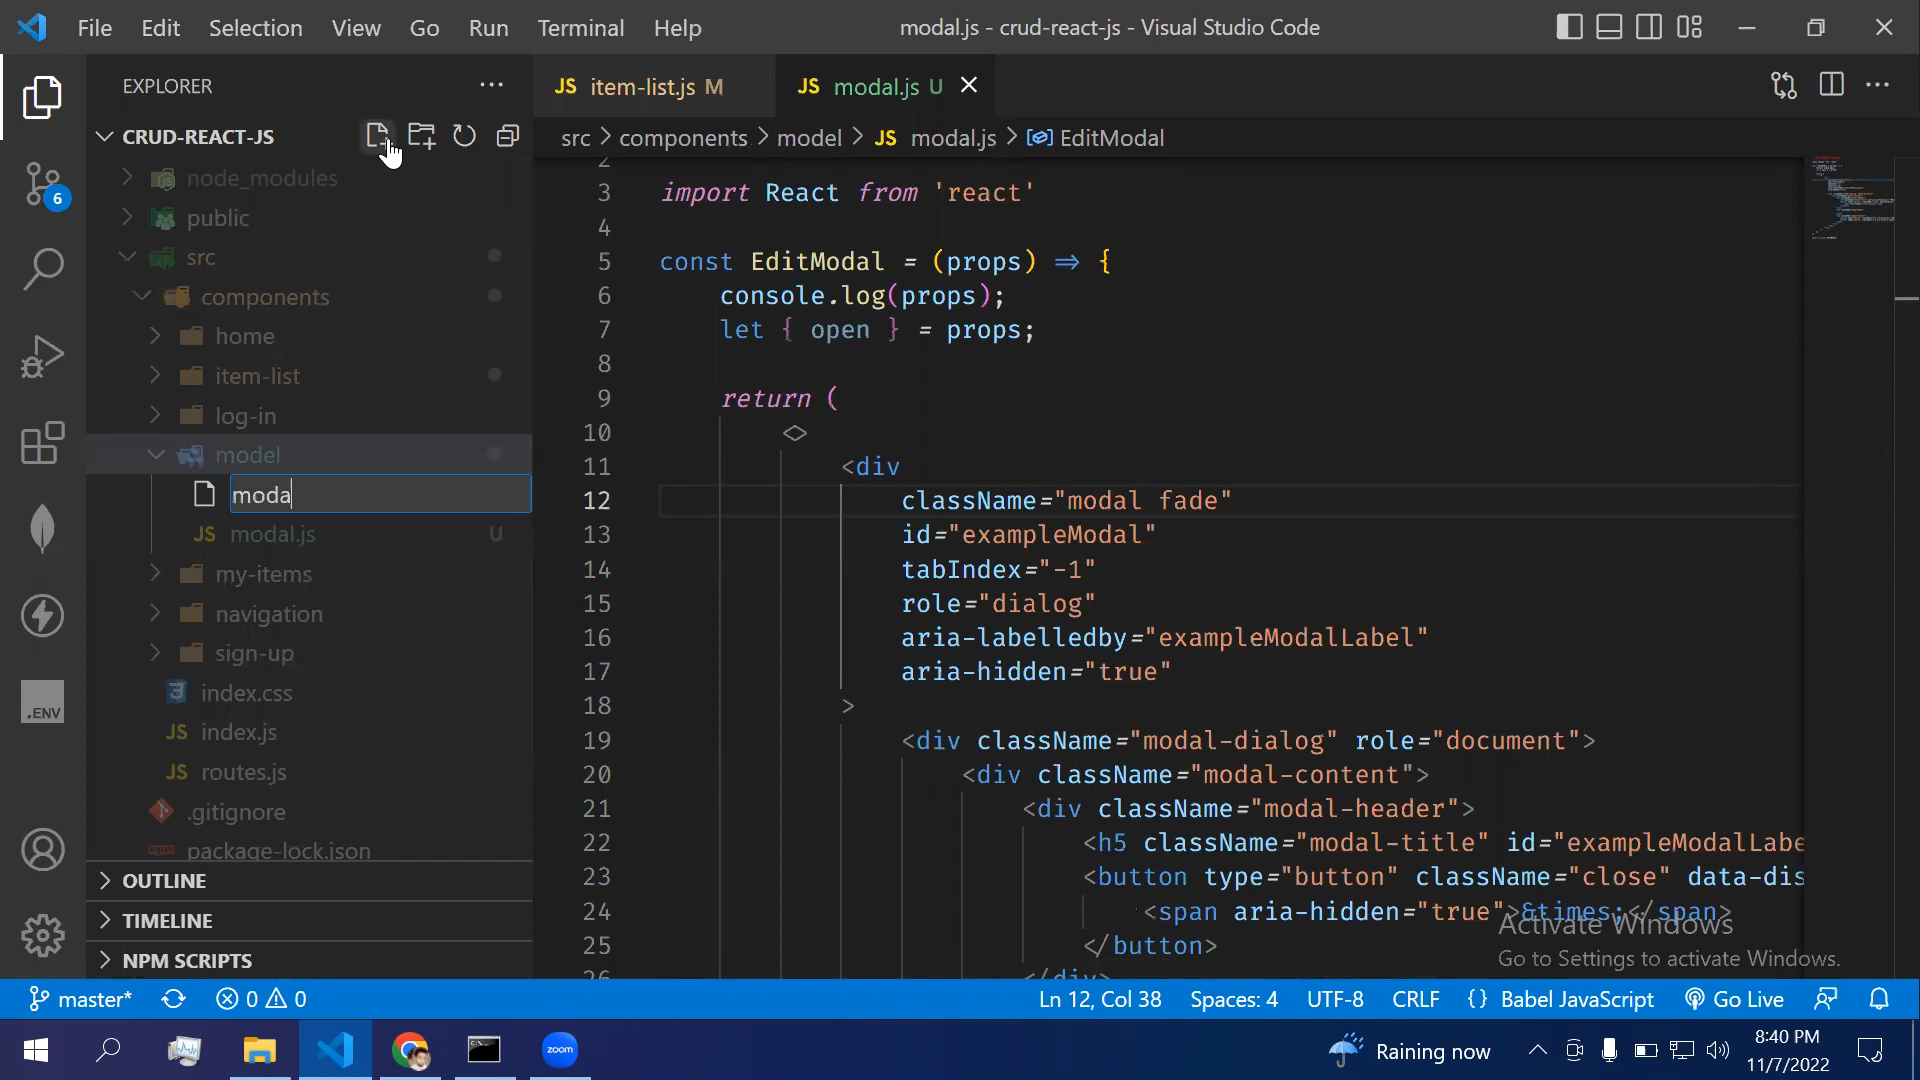 File Edit Selection View Go Run Terminal Help
modal.js - crud-react-js - Visual Studio Code
EXPLORER
CRUD-REACT-JS
node_modules
public
src
components
home
item-list
log-in
model
moda
modal.js U
my-items
navigation
sign-up
index.css
index.js
routes.js
.gitignore
package-lock.json
OUTLINE
TIMELINE
NPM SCRIPTS
6
.ENV
JS item-list.js M
JS modal.js U
src > components > model > JS modal.js > EditModal
2
3 import React from 'react'
4
5 const EditModal = (props) ⇒ {
6 console.log(props);
7 let { open } = props;
8
9 return (
10 <>
11 <div
12 className="modal fade"
13 id="exampleModal"
14 tabIndex="-1"
15 role="dialog"
16 aria-labelledby="exampleModalLabel"
17 aria-hidden="true"
18 >
19 <div className="modal-dialog" role="document">
20 <div className="modal-content">
21 <div className="modal-header">
22 <h5 className="modal-title" id="exampleModalLabe
23 <button type="button" className="close" data-dis
24 <span aria-hidden="true">&times;</span>
25 </button>
26 </div>
Activate Windows
Go to Settings to activate Windows.
master* 0 0 Ln 12, Col 38 Spaces: 4 UTF-8 CRLF {} Babel JavaScript Go Live
zoom
Raining now
8:40 PM
11/7/2022